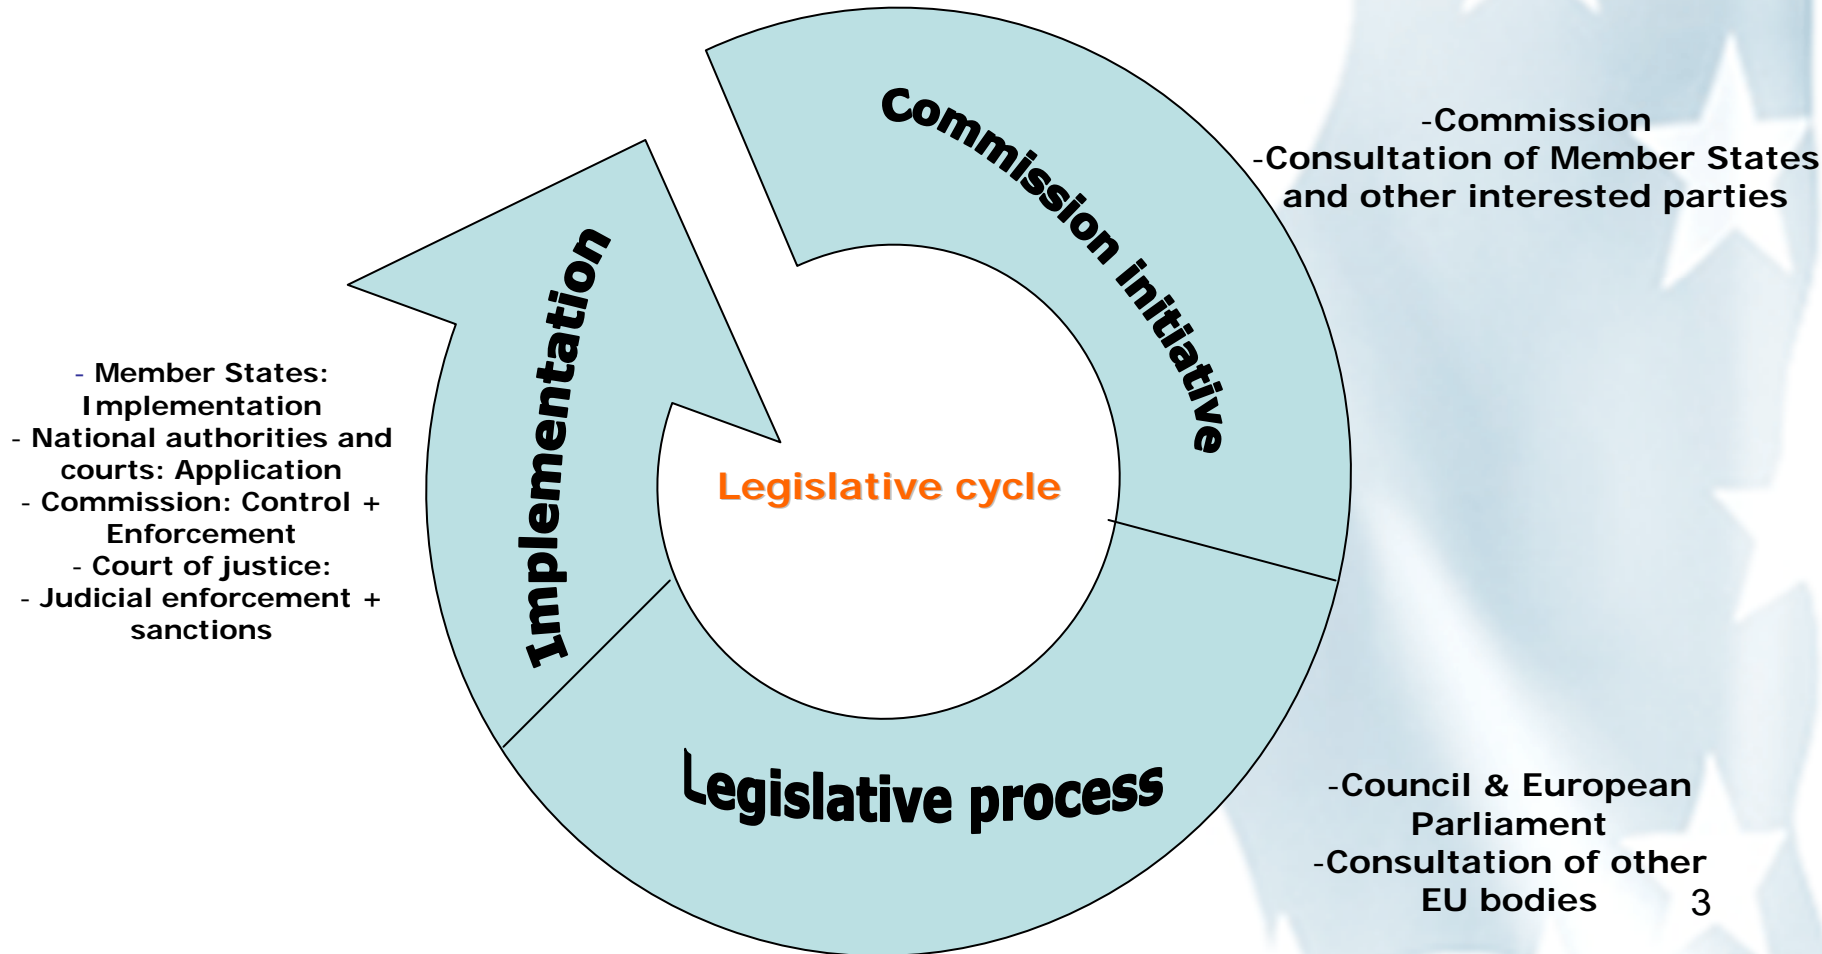 Commission initiative
-Commission
-Consultation of Member States
and other interested parties
Implementation
- Member States:
Implementation
- National authorities and
courts: Application
- Commission: Control +
Enforcement
- Court of justice:
- Judicial enforcement +
sanctions
Legislative cycle
Legislative process
-Council & European
Parliament
-Consultation of other
EU bodies
3